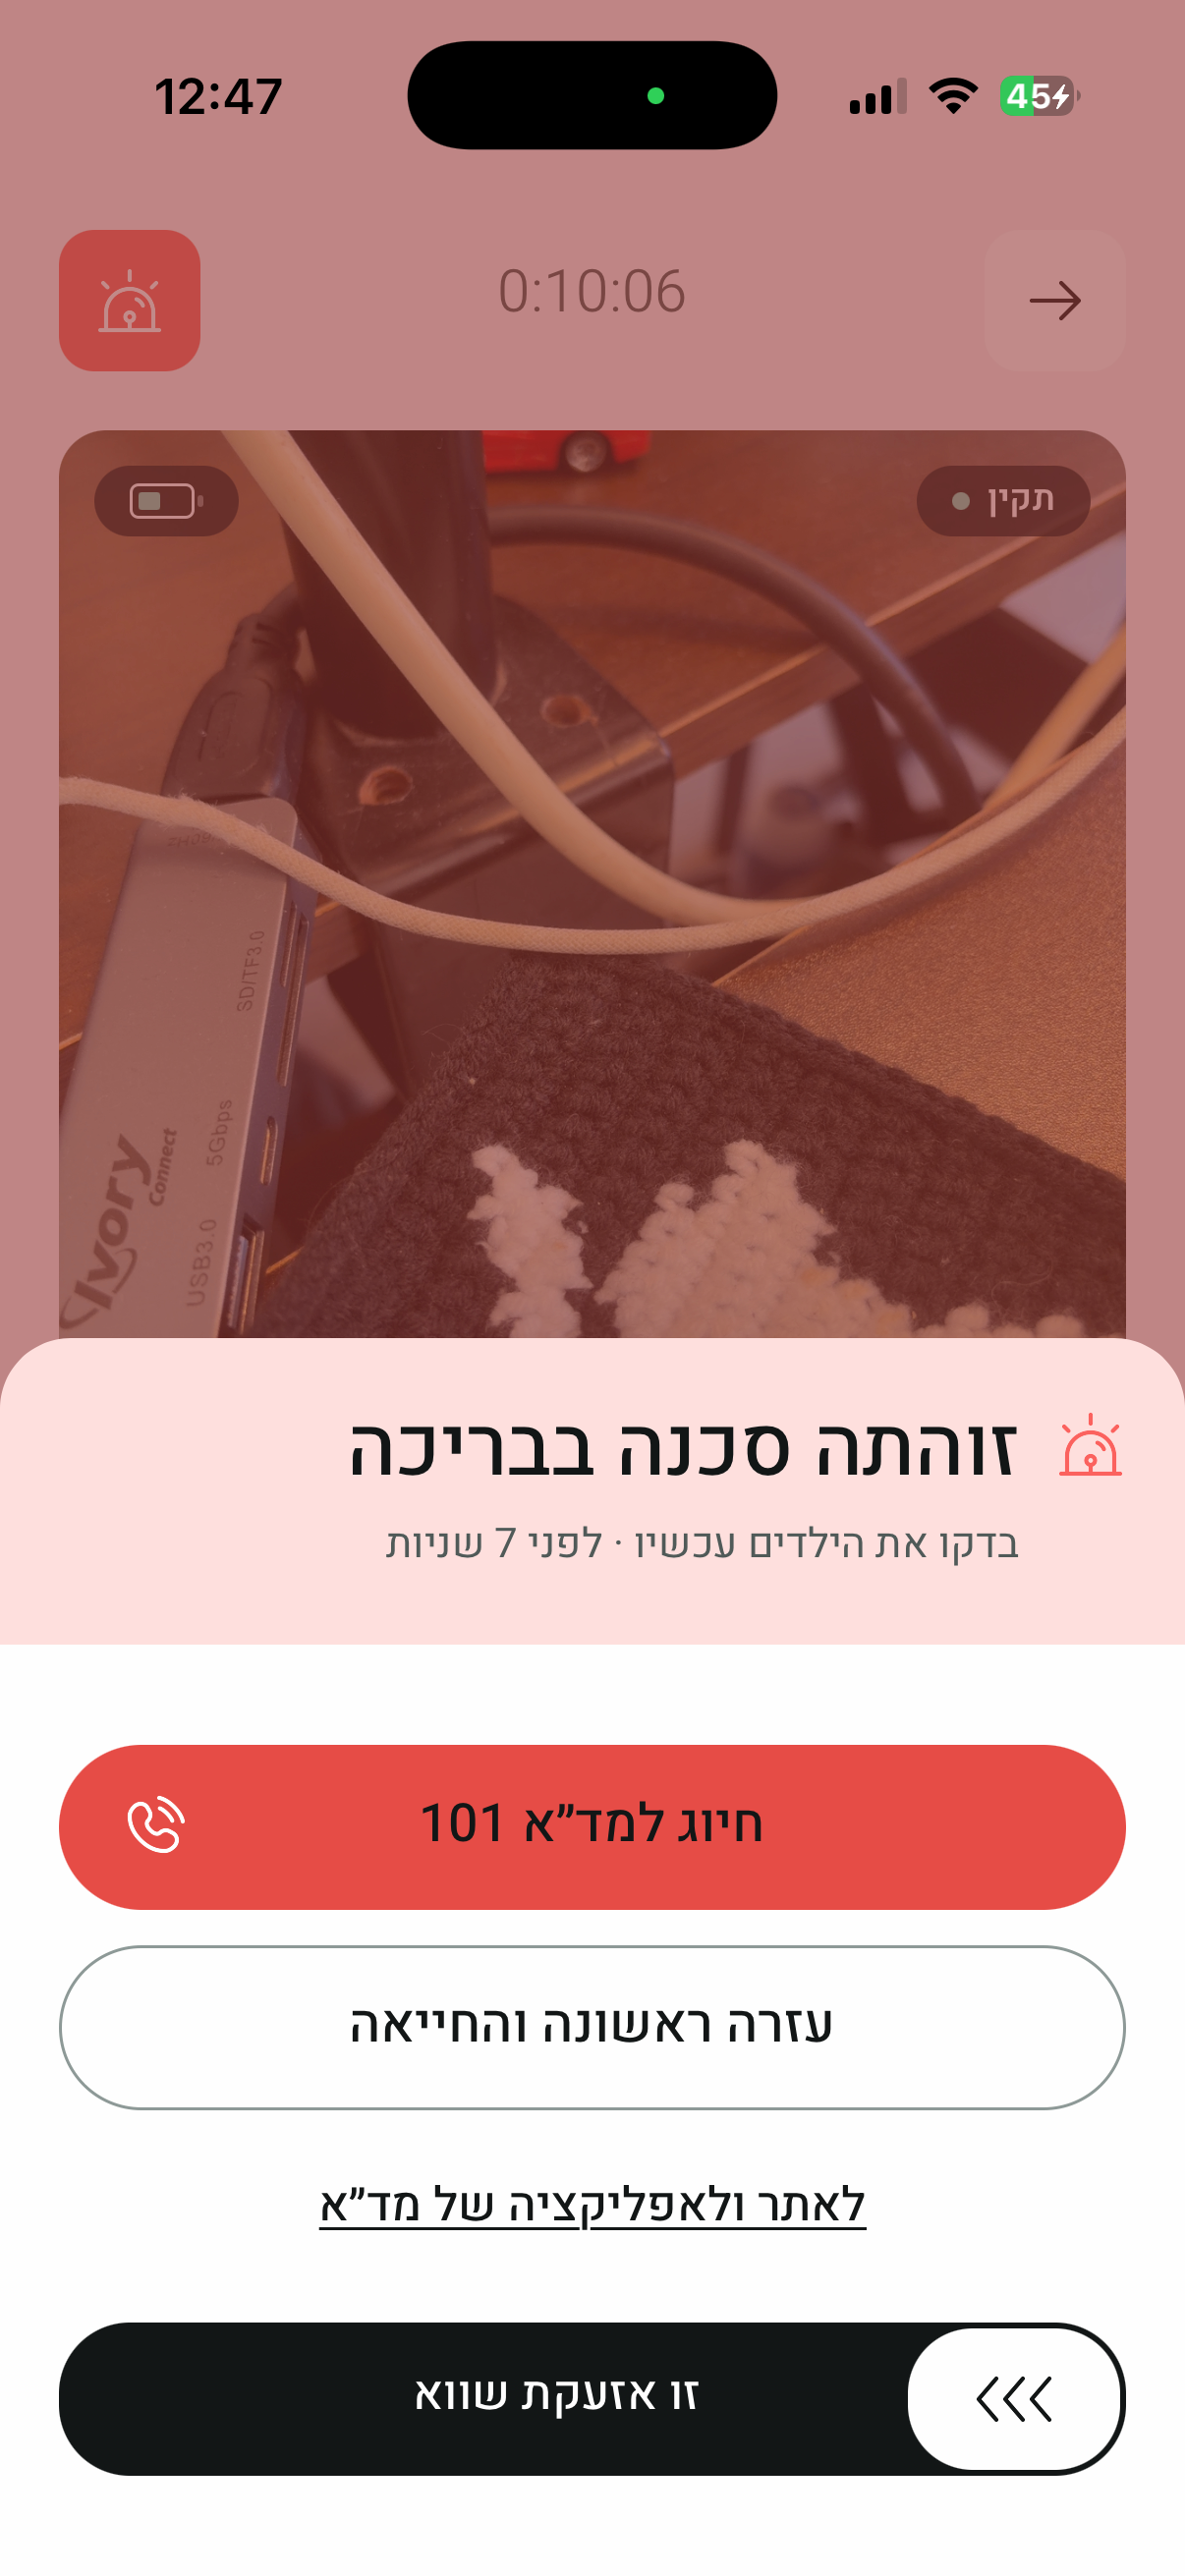 12:47
45
0:10:06
תקין
SD/TF3.0
5Gbps
Ivory
Connect
USB3.0
זוהתה סכנה בבריכה
בדקו את הילדים עכשיו · לפני 7 שניות
חיוג למד״א 101
עזרה ראשונה והחייאה
לאתר ולאפליקציה של מד״א
זו אזעקת שווא